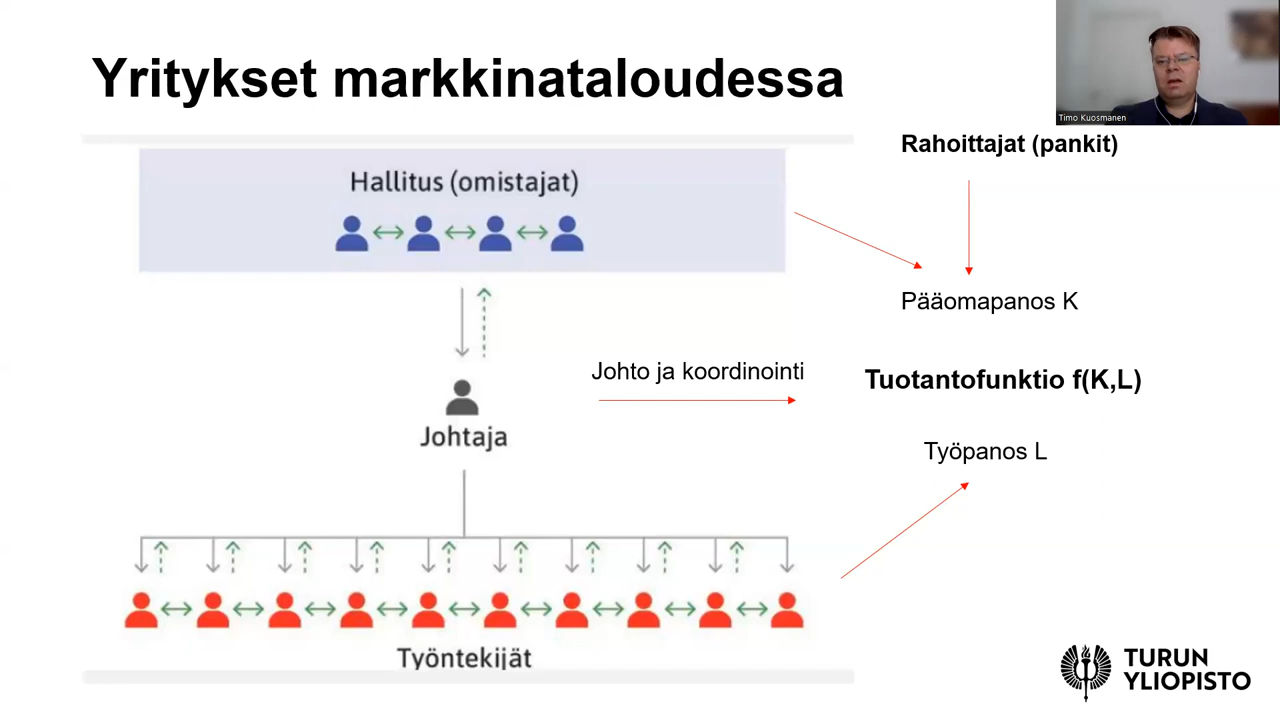 Yritykset markkinataloudessa
Timo Kuosmanen
Rahoittajat (pankit)
Hallitus (omistajat)
Pääomapanos K
Johto ja koordinointi
Tuotantofunktio f(K,L)
Johtaja
Työpanos L
Työntekijät
TURUN
YLIOPISTO